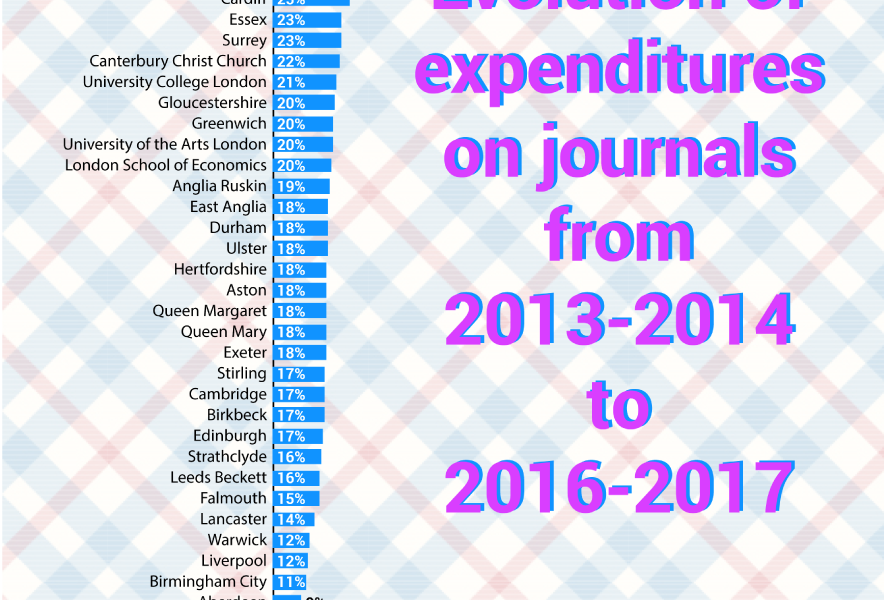 Cardiff 25%
Essex 23%
Surrey 23%
Canterbury Christ Church 22%
University College London 21%
Gloucestershire 20%
Greenwich 20%
University of the Arts London 20%
London School of Economics 20%
Anglia Ruskin 19%
East Anglia 18%
Durham 18%
Ulster 18%
Hertfordshire 18%
Aston 18%
Queen Margaret 18%
Queen Mary 18%
Exeter 18%
Stirling 17%
Cambridge 17%
Birkbeck 17%
Edinburgh 17%
Strathclyde 16%
Leeds Beckett 16%
Falmouth 15%
Lancaster 14%
Warwick 12%
Liverpool 12%
Birmingham City 11%
Aberdeen
Evolution of
expenditures
on journals
from
2013-2014
to
2016-2017